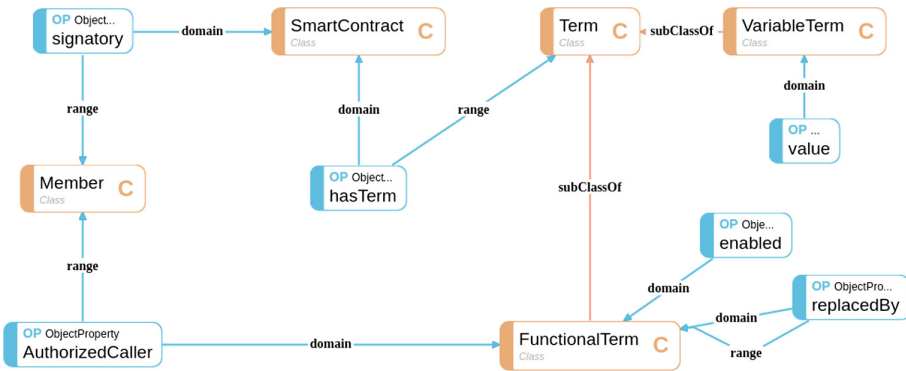 OP Object...
signatory
domain
SmartContract
Class
C
Term
Class
C
subClassOf
VariableTerm
Class
C
range
domain
range
domain
OP ...
value
Member
Class
C
OP Object...
hasTerm
subClassOf
OP Obje...
enabled
range
domain
OP ObjectPro...
replacedBy
domain
range
OP ObjectProperty
AuthorizedCaller
domain
FunctionalTerm
Class
C